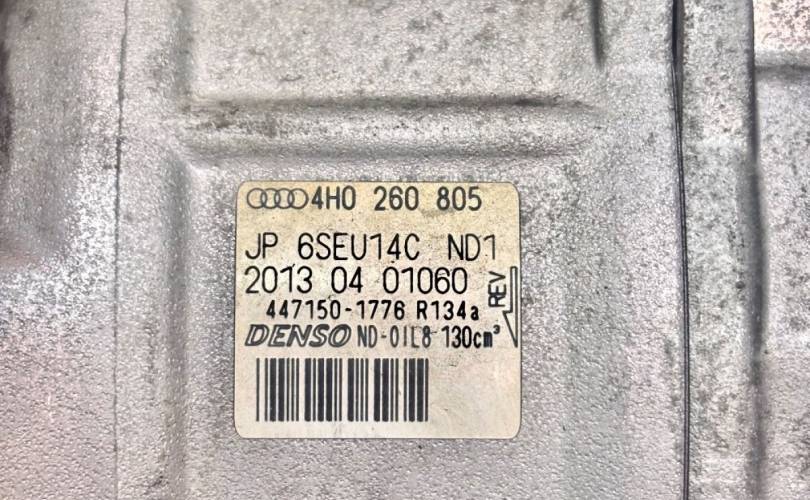 4H0 260 805
JP 6SEU14C ND1
2013 04 01060
447150-1776 R134a
REV
DENSO ND-OIL8 130cm³